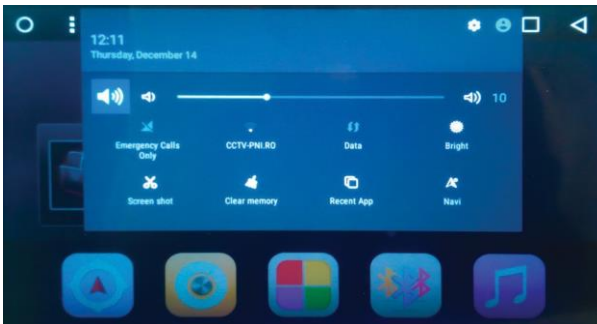 12:11
Thursday, December 14
10
Emergency Calls
Only
CCTV-PNI.RO
Data
Bright
Screen shot
Clear memory
Recent App
Navi